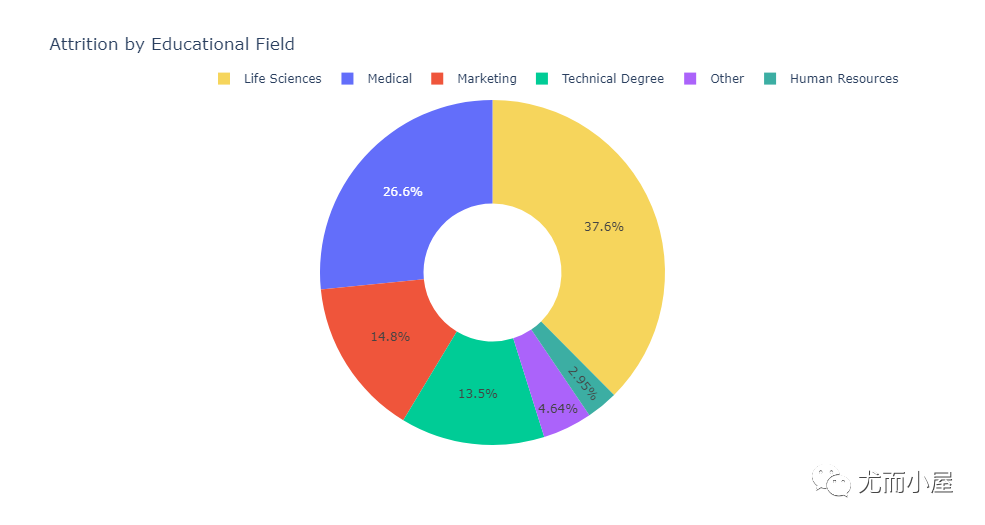 Attrition by Educational Field
Life Sciences Medical Marketing Technical Degree Other Human Resources
26.6%
37.6%
14.8%
2.95%
13.5%
4.64%
尤而小屋